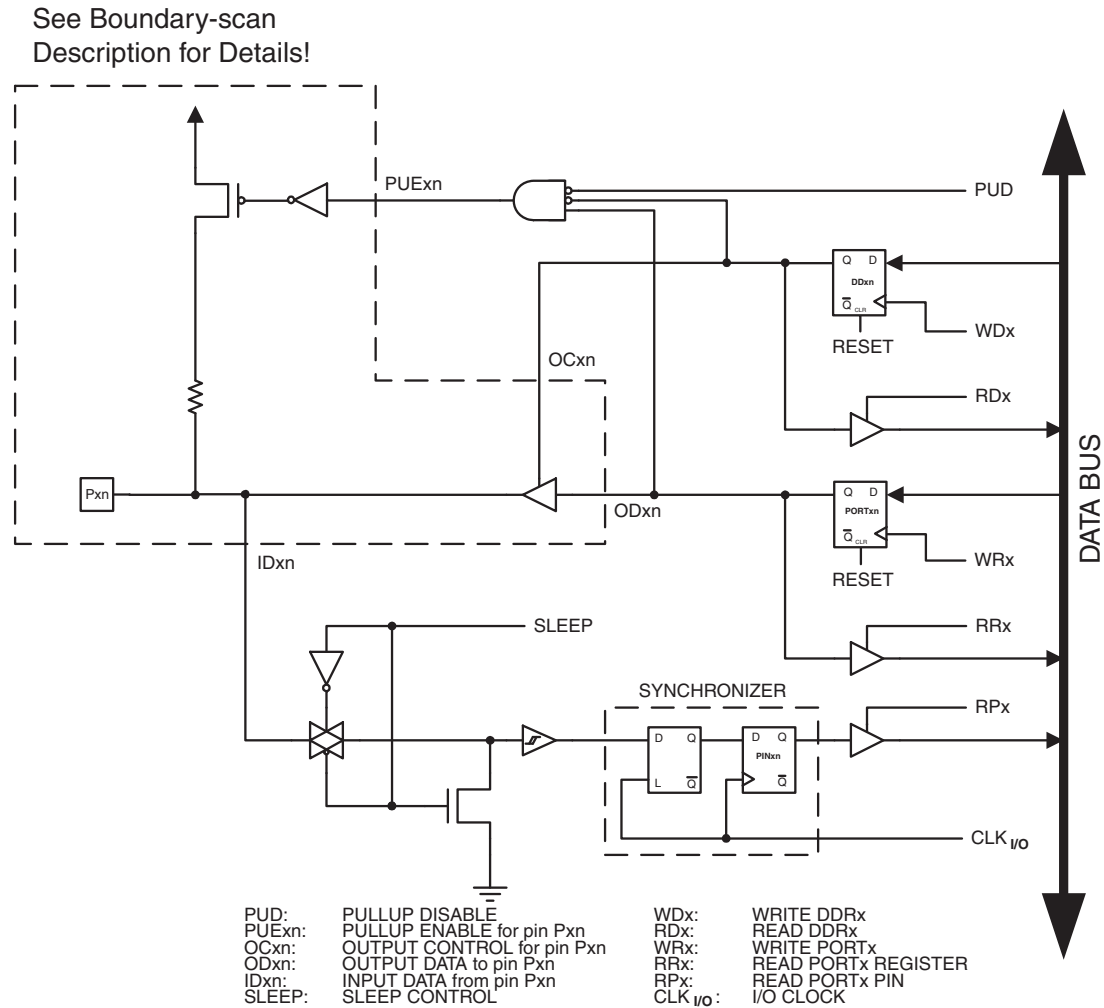 See Boundary-scan
Description for Details!
PUExn
PUD
Q D
DDxn
Q
CLR
WDx
RESET
OCxn
RDx
DATA BUS
Pxn
ODxn
Q D
PORTxn
Q
CLR
WRx
RESET
IDxn
SLEEP
RRx
SYNCHRONIZER
RPx
D Q
L Q
D Q
PINxn
Q
CLK I/O
PUD: PULLUP DISABLE
PUExn: PULLUP ENABLE for pin Pxn
OCxn: OUTPUT CONTROL for pin Pxn
ODxn: OUTPUT DATA to pin Pxn
IDxn: INPUT DATA from pin Pxn
SLEEP: SLEEP CONTROL
WDx: WRITE DDRx
RDx: READ DDRx
WRx: WRITE PORTx
RRx: READ PORTx REGISTER
RPx: READ PORTx PIN
CLK I/O: I/O CLOCK